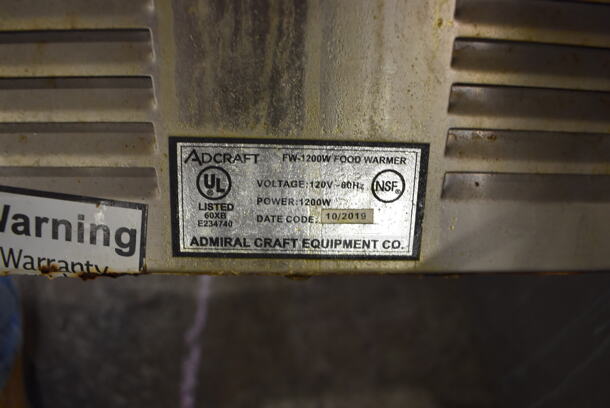 ADCRAFT FW-1200W FOOD WARMER
UL
LISTED
60XB
E234740
VOLTAGE:120V~60Hz
POWER:1200W
DATE CODE: 10/2019
NSF
ADMIRAL CRAFT EQUIPMENT CO.
Warning
Warranty